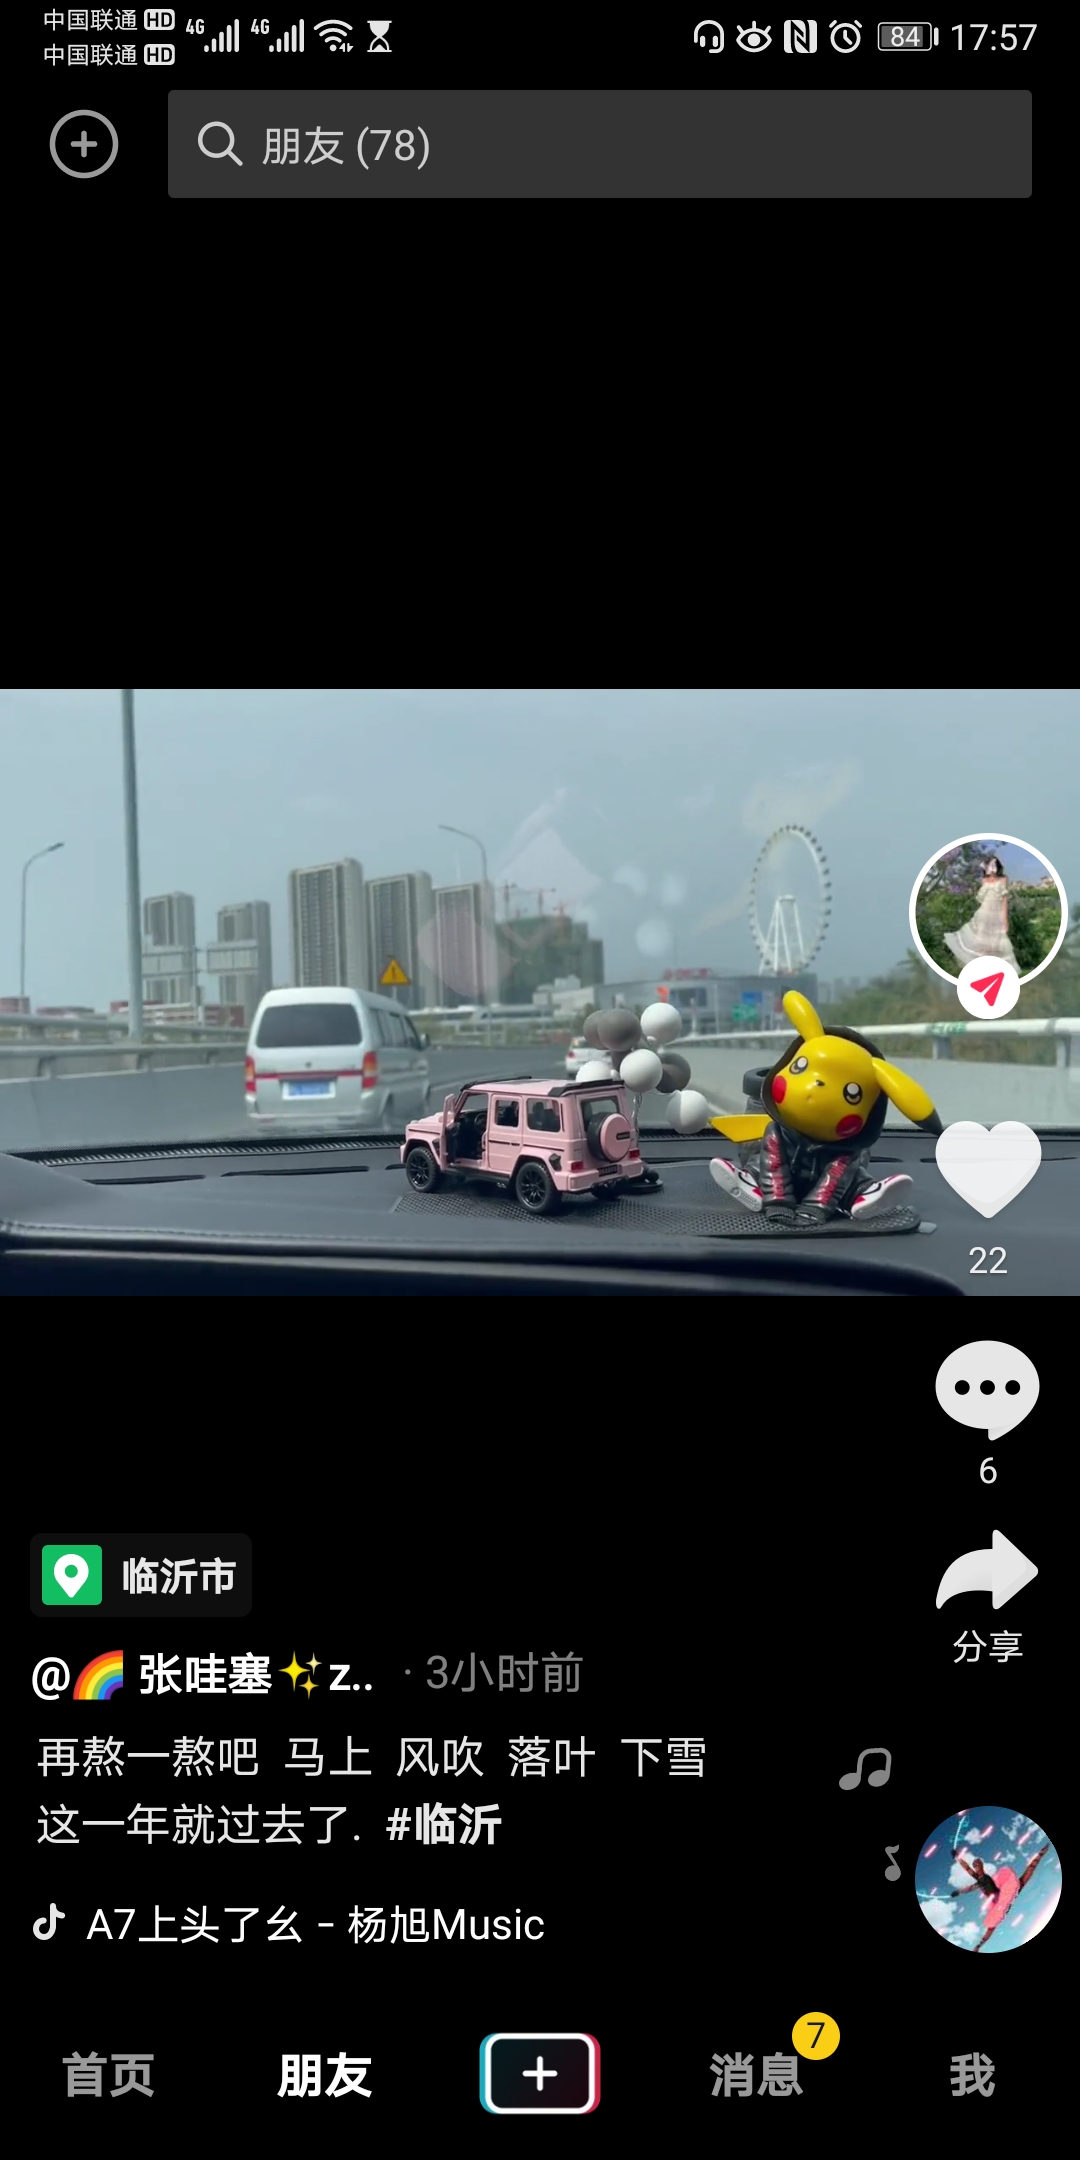 中国联通 HD 4G 4G 84 17:57
中国联通 HD
朋友 (78)
22
6
分享
临沂市
@🌈 张哇塞✨z.. · 3小时前
再熬一熬吧 马上 风吹 落叶 下雪
这一年就过去了. #临沂
A7上头了幺 - 杨旭Music
首页 朋友 消息 7 我